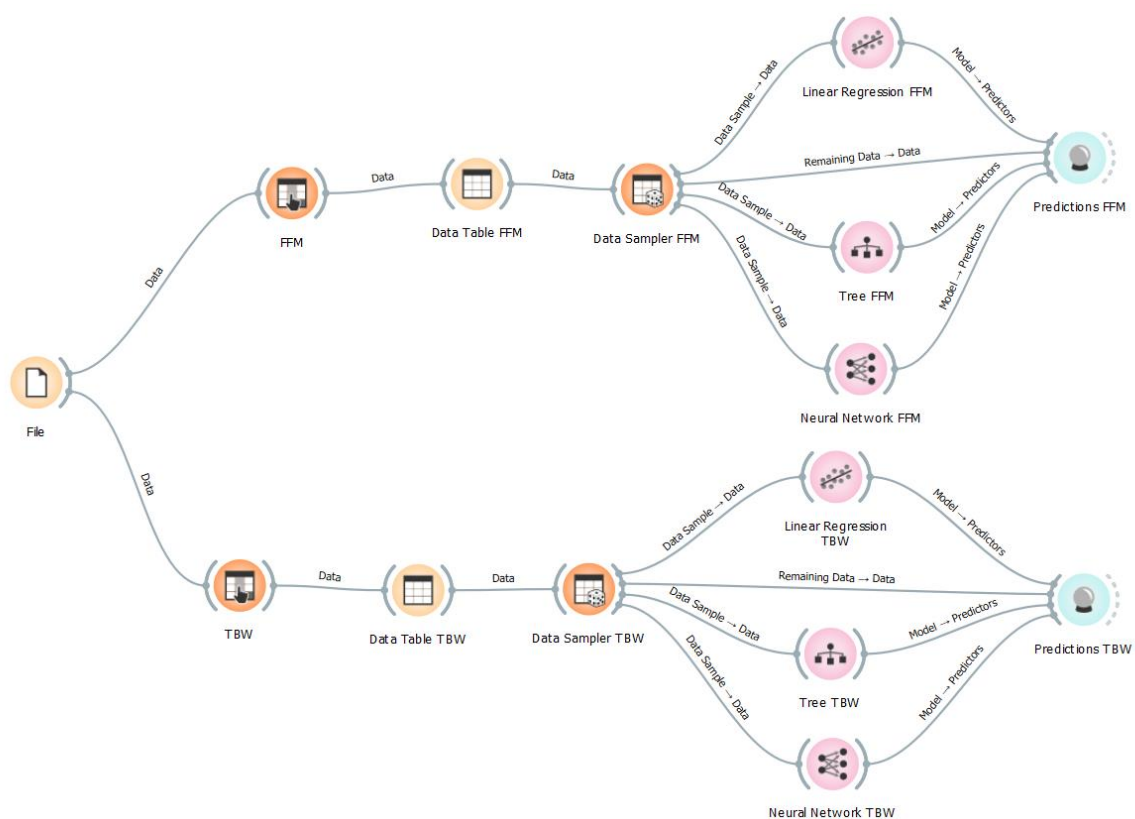 Data Sample → Data
Linear Regression FFM
Model → Predictors
Remaining Data → Data
Data
FFM
Data
Data Table FFM
Data
Data Sampler FFM
Data Sample → Data
Tree FFM
Model → Predictors
Predictions FFM
Data Sample → Data
Neural Network FFM
Model → Predictors
File
Data
Data Sample → Data
Linear Regression
TBW
Model → Predictors
Remaining Data → Data
TBW
Data
Data Table TBW
Data
Data Sampler TBW
Data Sample → Data
Tree TBW
Model → Predictors
Predictions TBW
Data Sample → Data
Neural Network TBW
Model → Predictors